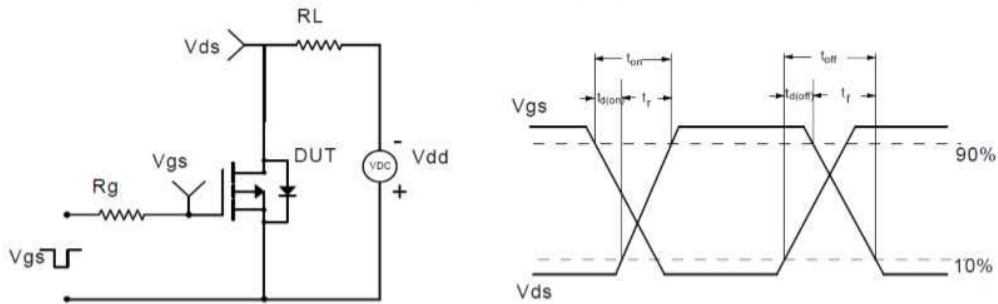 RL
Vds
Vgs
DUT
VDC
-
Vdd
+
Rg
Vgs
ton
toff
td(on)
tr
td(off)
tf
Vgs
90%
10%
Vds